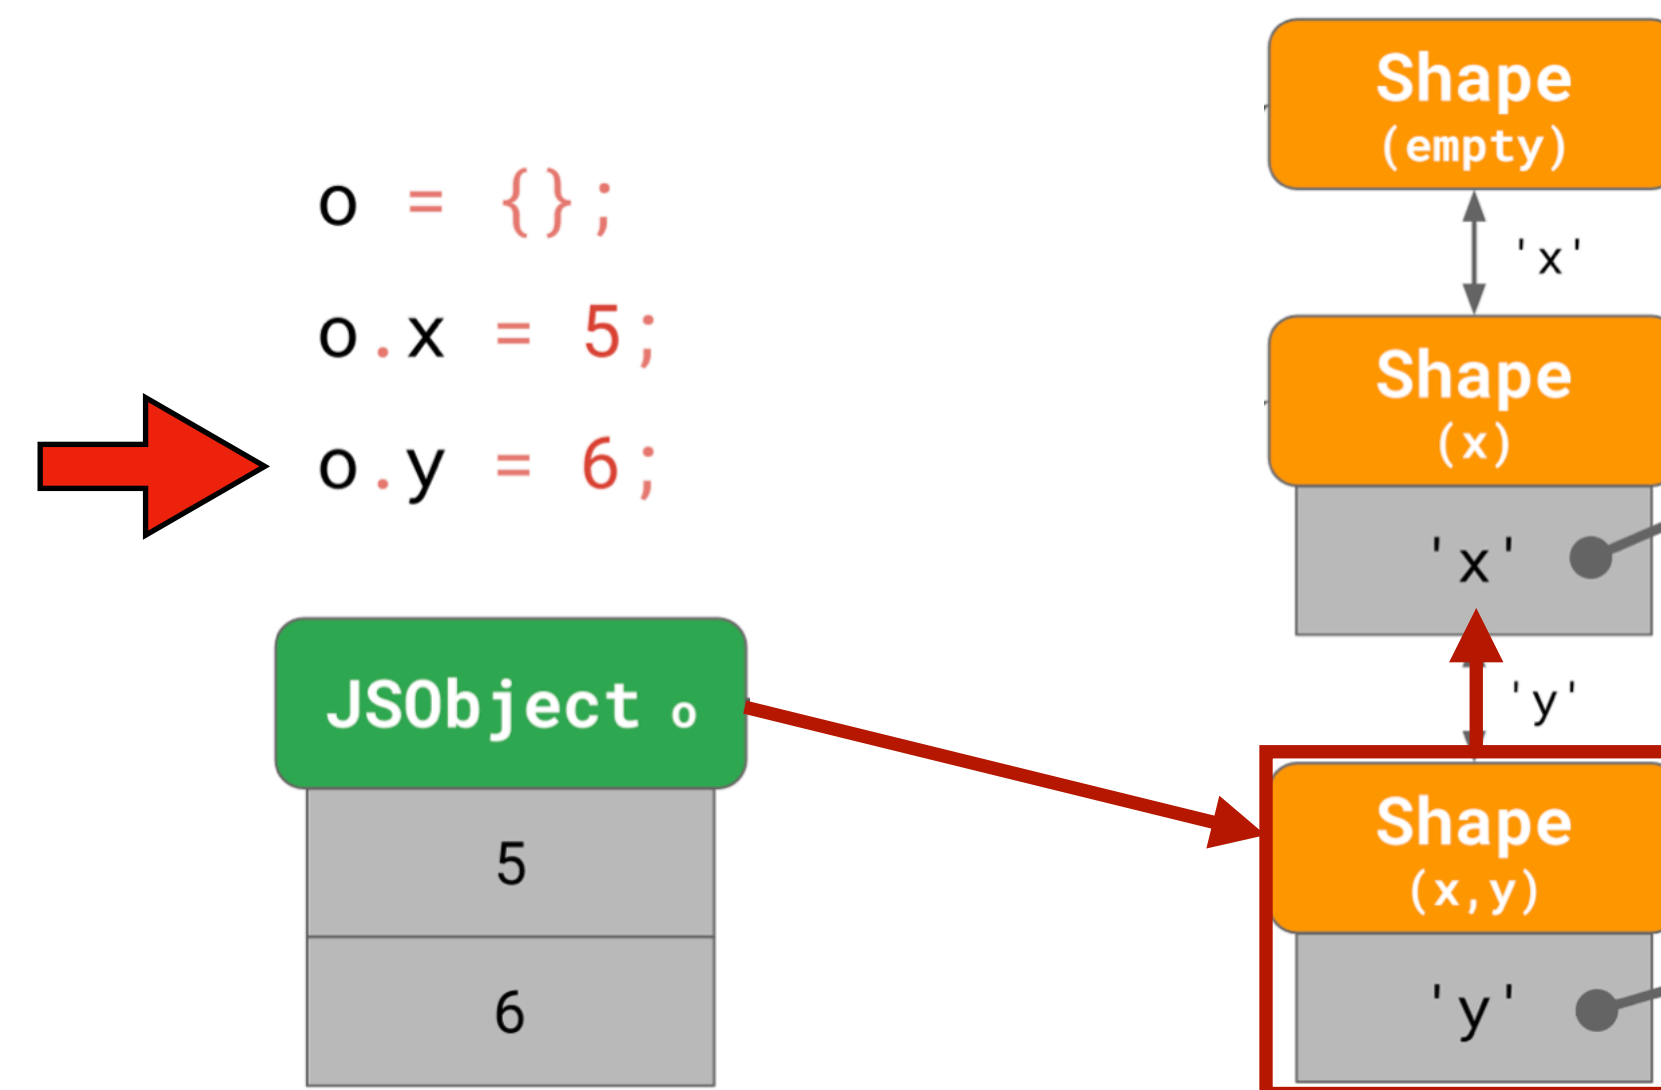 o = {};
o.x = 5;
o.y = 6;
JSObject o
5
6
Shape
(empty)
'x'
Shape
(x)
'x'
'y'
Shape
(x,y)
'y'